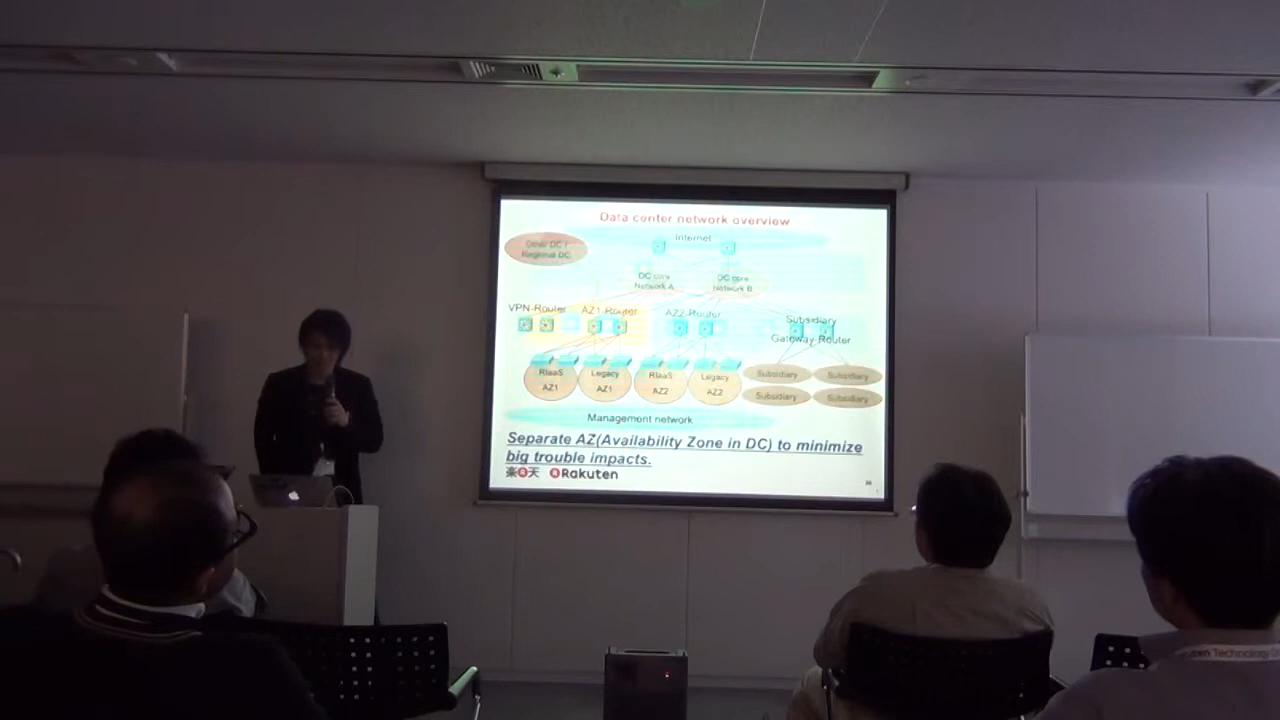 Data center network overview
Internet
Other DC /
Regional DC
DC core
Network A
DC core
Network B
VPN-Router
AZ1-Router
AZ2-Router
Subsidiary
Gateway-Router
RIaaS
AZ1
Legacy
AZ1
RIaaS
AZ2
Legacy
AZ2
Subsidiary
Subsidiary
Subsidiary
Subsidiary
Management network
Separate AZ(Availability Zone in DC) to minimize
big trouble impacts.
楽天 Rakuten
Technology